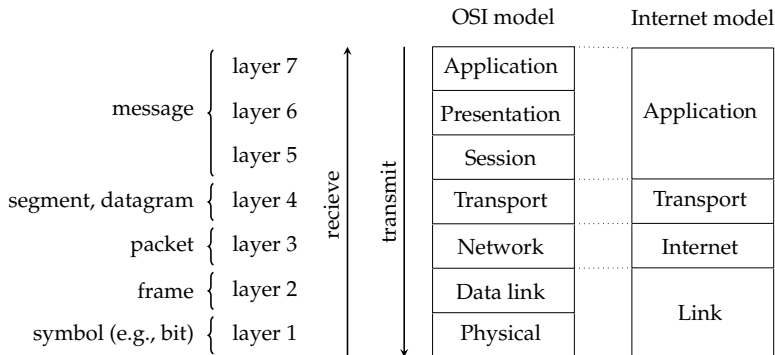 OSI model Internet model
layer 7 Application
message layer 6 Presentation Application
layer 5 Session
segment, datagram layer 4 Transport Transport
packet layer 3 Network Internet
frame layer 2 Data link
Link
symbol (e.g., bit) layer 1 Physical
recieve
transmit